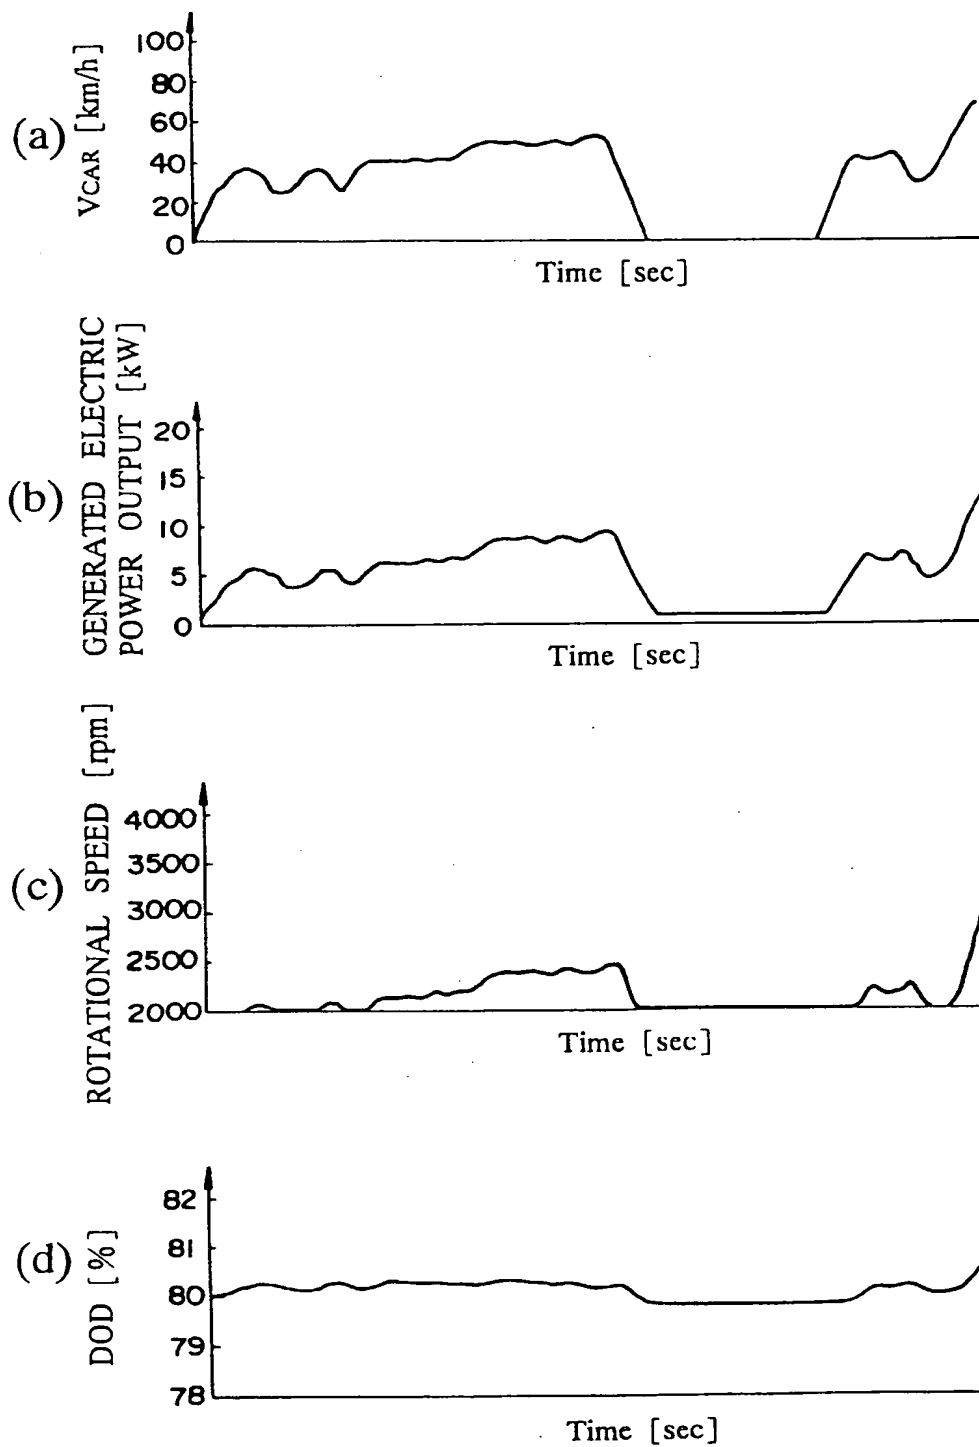 (a)
VCAR [km/h]
100
80
60
40
20
0
Time [sec]
(b)
GENERATED ELECTRIC
POWER OUTPUT [kW]
20
15
10
5
0
Time [sec]
(c)
ROTATIONAL SPEED [rpm]
4000
3500
3000
2500
2000
Time [sec]
(d)
DOD [%]
82
81
80
79
78
Time [sec]